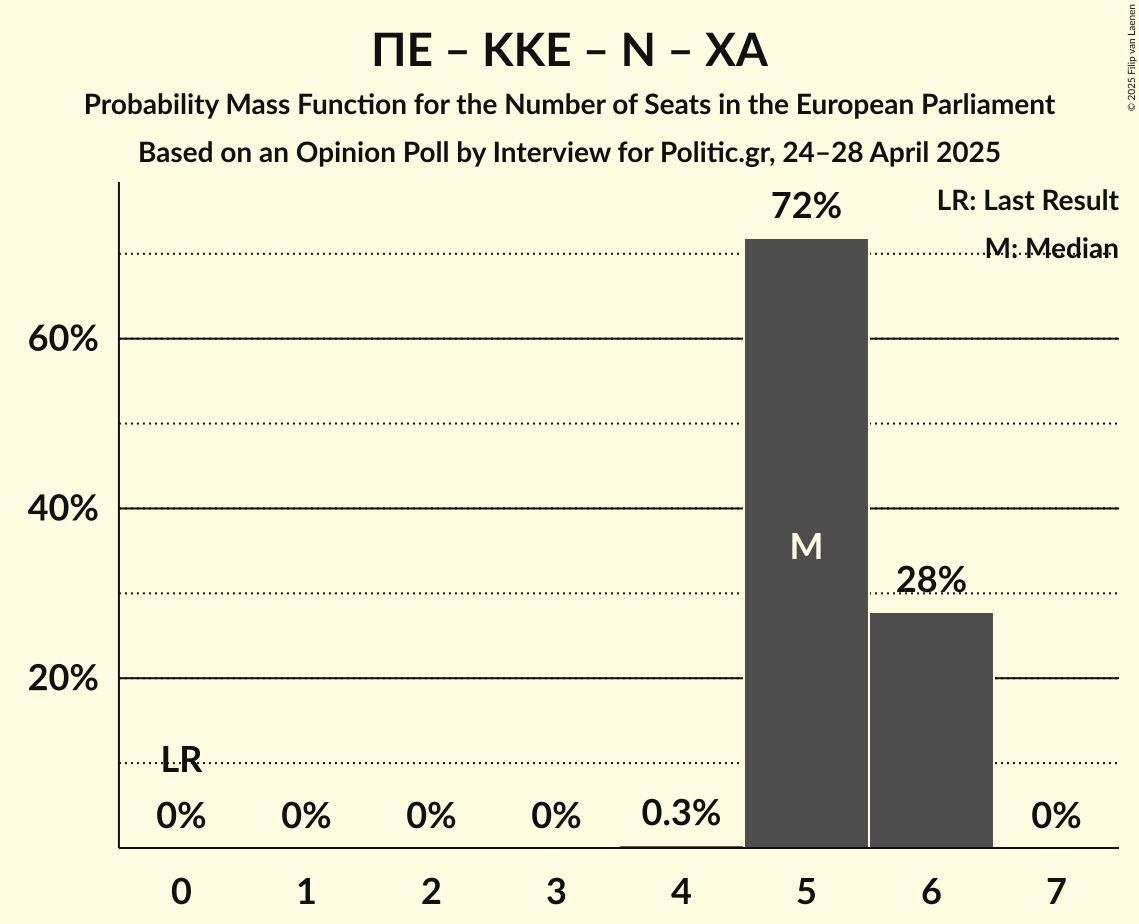 ΠΕ – ΚΚΕ – Ν – ΧΑ
Probability Mass Function for the Number of Seats in the European Parliament
Based on an Opinion Poll by Interview for Politic.gr, 24–28 April 2025
© 2025 Filip van Laenen
LR: Last Result
M: Median
72%
60%
40%
M
28%
20%
LR
0% 0% 0% 0% 0.3% 0%
0 1 2 3 4 5 6 7